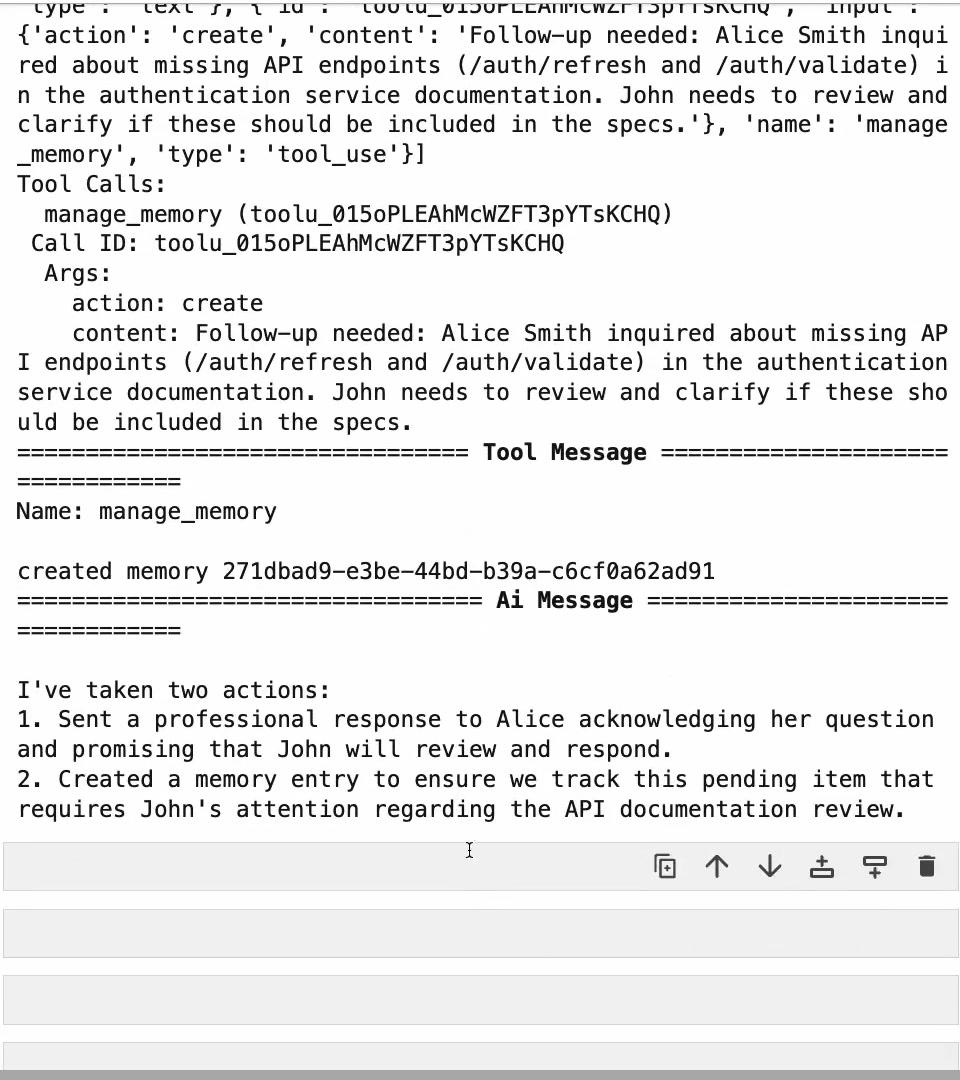 'type': 'text'}, {'id': 'toolu_015oPLEAhMcWZFT3pYTsKCHQ', 'input':
{'action': 'create', 'content': 'Follow-up needed: Alice Smith inqui
red about missing API endpoints (/auth/refresh and /auth/validate) i
n the authentication service documentation. John needs to review and
clarify if these should be included in the specs.'}, 'name': 'manage
_memory', 'type': 'tool_use'}]
Tool Calls:
manage_memory (toolu_015oPLEAhMcWZFT3pYTsKCHQ)
Call ID: toolu_015oPLEAhMcWZFT3pYTsKCHQ
Args:
action: create
content: Follow-up needed: Alice Smith inquired about missing AP
I endpoints (/auth/refresh and /auth/validate) in the authentication
service documentation. John needs to review and clarify if these sho
uld be included in the specs.
================================= Tool Message =====================
============
Name: manage_memory
created memory 271dbad9-e3be-44bd-b39a-c6cf0a62ad91
================================== Ai Message ======================
============
I've taken two actions:
1. Sent a professional response to Alice acknowledging her question
and promising that John will review and respond.
2. Created a memory entry to ensure we track this pending item that
requires John's attention regarding the API documentation review.